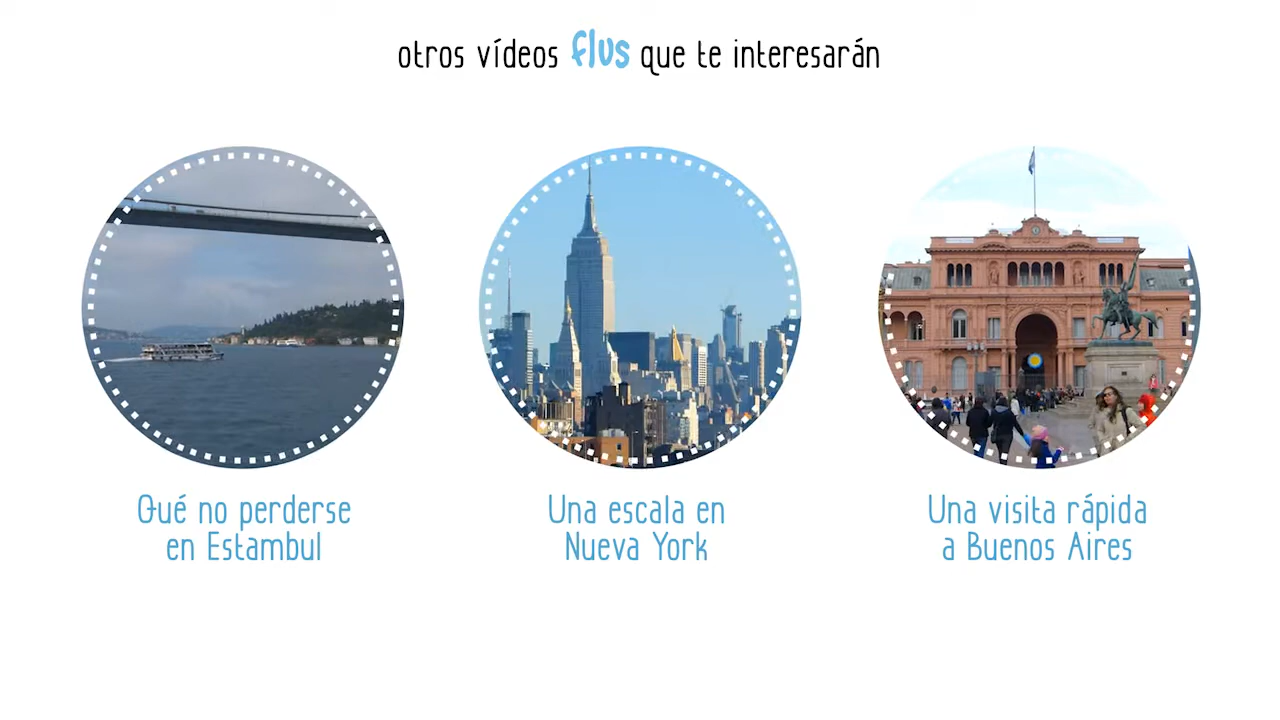 otros vídeos flus que te interesarán
Qué no perderse
en Estambul
Una escala en
Nueva York
Una visita rápida
a Buenos Aires